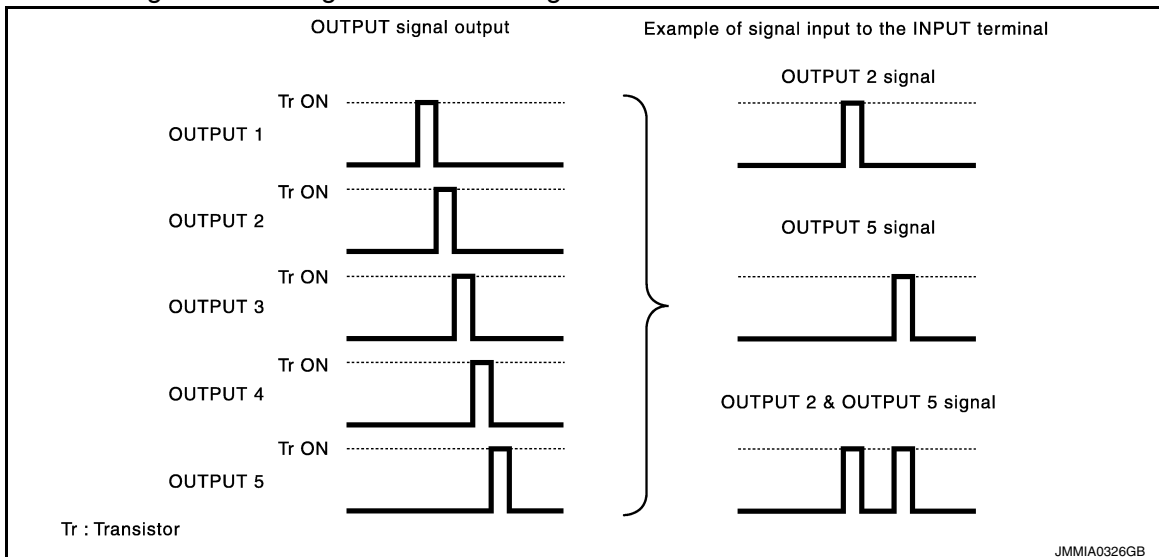 OUTPUT signal output
Example of signal input to the INPUT terminal
Tr ON
OUTPUT 1
Tr ON
OUTPUT 2
Tr ON
OUTPUT 3
Tr ON
OUTPUT 4
Tr ON
OUTPUT 5
OUTPUT 2 signal
OUTPUT 5 signal
OUTPUT 2 & OUTPUT 5 signal
Tr : Transistor
JMMIA0326GB